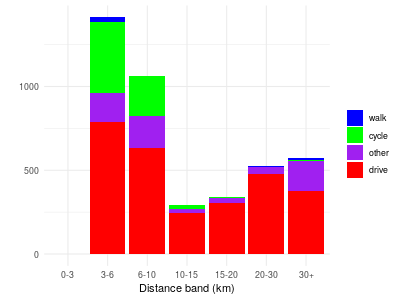 1000
500
0
0-3 3-6 6-10 10-15 15-20 20-30 30+
Distance band (km)
walk
cycle
other
drive